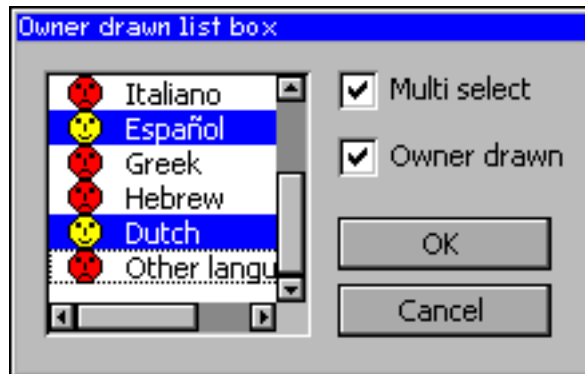 Owner drawn list box
Italiano
Español
Greek
Hebrew
Dutch
Other langu
Multi select
Owner drawn
OK
Cancel